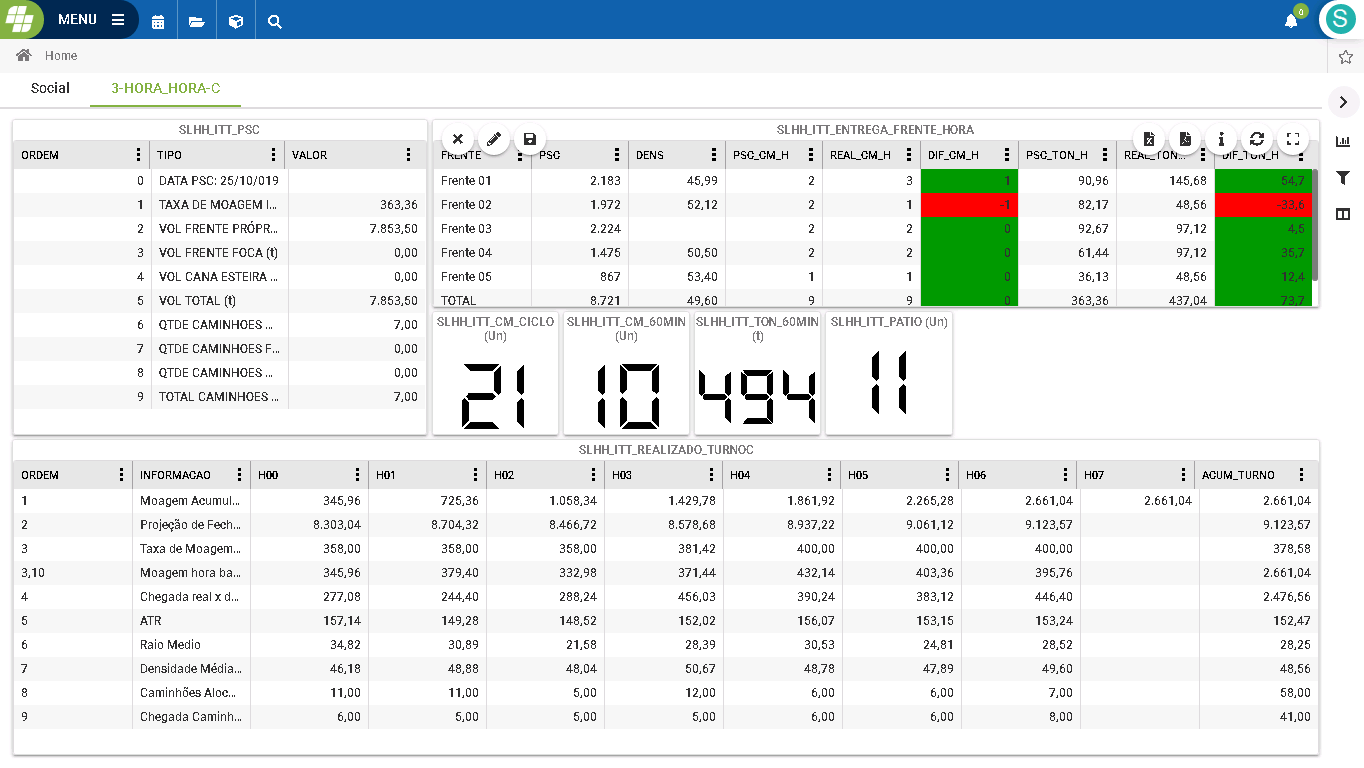 MENU
0
S
Home
Social 3-HORA_HORA-C
SLHH_ITT_PSC
ORDEM TIPO VALOR
0 DATA PSC: 25/10/019
1 TAXA DE MOAGEM I... 363,36
2 VOL FRENTE PRÓPR... 7.853,50
3 VOL FRENTE FOCA (t) 0,00
4 VOL CANA ESTEIRA ... 0,00
5 VOL TOTAL (t) 7.853,50
6 QTDE CAMINHOES ... 7,00
7 QTDE CAMINHOES F... 0,00
8 QTDE CAMINHOES ... 0,00
9 TOTAL CAMINHOES ... 7,00
SLHH_ITT_ENTREGA_FRENTE_HORA
FRENTE PSC DENS PSC_CM_H REAL_CM_H DIF_CM_H PSC_TON_H REAL_TON... DIF_TON_H
Frente 01 2.183 45,99 2 3 1 90,96 145,68 54,7
Frente 02 1.972 52,12 2 1 -1 82,17 48,56 -33,6
Frente 03 2.224 2 2 0 92,67 97,12 4,5
Frente 04 1.475 50,50 2 2 0 61,44 97,12 35,7
Frente 05 867 53,40 1 1 0 36,13 48,56 12,4
TOTAL 8.721 49,60 9 9 0 363,36 437,04 73,7
SLHH_ITT_CM_CICLO
(Un)
21
SLHH_ITT_CM_60MIN
(Un)
10
SLHH_ITT_TON_60MIN
(t)
494
SLHH_ITT_PATIO (Un)
11
SLHH_ITT_REALIZADO_TURNOC
ORDEM INFORMACAO H00 H01 H02 H03 H04 H05 H06 H07 ACUM_TURNO
1 Moagem Acumul... 345,96 725,36 1.058,34 1.429,78 1.861,92 2.265,28 2.661,04 2.661,04 2.661,04
2 Projeção de Fech... 8.303,04 8.704,32 8.466,72 8.578,68 8.937,22 9.061,12 9.123,57 9.123,57
3 Taxa de Moagem... 358,00 358,00 358,00 381,42 400,00 400,00 400,00 378,58
3,10 Moagem hora ba... 345,96 379,40 332,98 371,44 432,14 403,36 395,76 2.661,04
4 Chegada real x d... 277,08 244,40 288,24 456,03 390,24 383,12 446,40 2.476,56
5 ATR 157,14 149,28 148,52 152,02 156,07 153,15 153,24 152,47
6 Raio Medio 34,82 30,89 21,58 28,39 30,53 24,81 28,52 28,25
7 Densidade Média... 46,18 48,88 48,04 50,67 48,78 47,89 49,60 48,56
8 Caminhões Aloc... 11,00 11,00 5,00 12,00 6,00 6,00 7,00 58,00
9 Chegada Caminh... 6,00 5,00 5,00 5,00 6,00 6,00 8,00 41,00